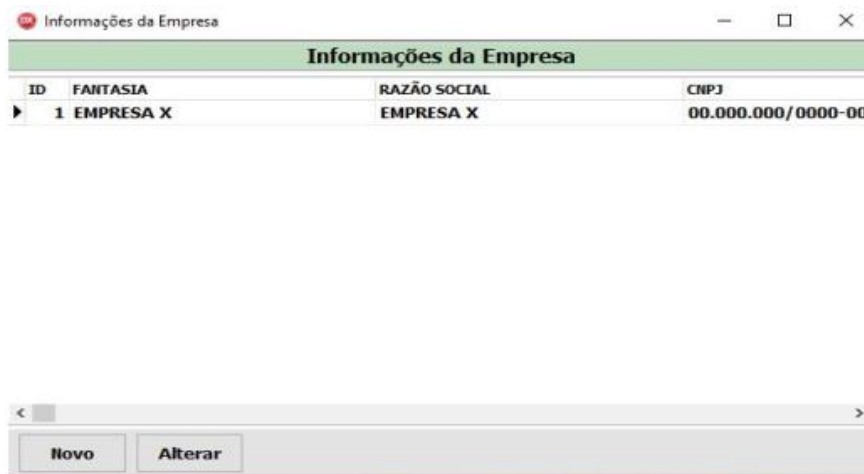 Informações da Empresa
Informações da Empresa
ID FANTASIA RAZÃO SOCIAL CNPJ
1 EMPRESA X EMPRESA X 00.000.000/0000-00
Novo Alterar